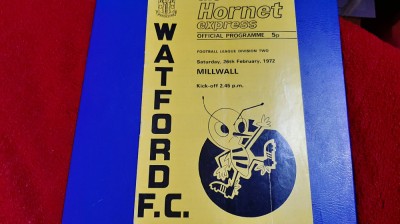 Hornet
express
OFFICIAL PROGRAMME 5p
FOOTBALL LEAGUE DIVISION TWO
Saturday, 26th February, 1972
MILLWALL
Kick-off 2.45 p.m.
WATFORD
F.C.